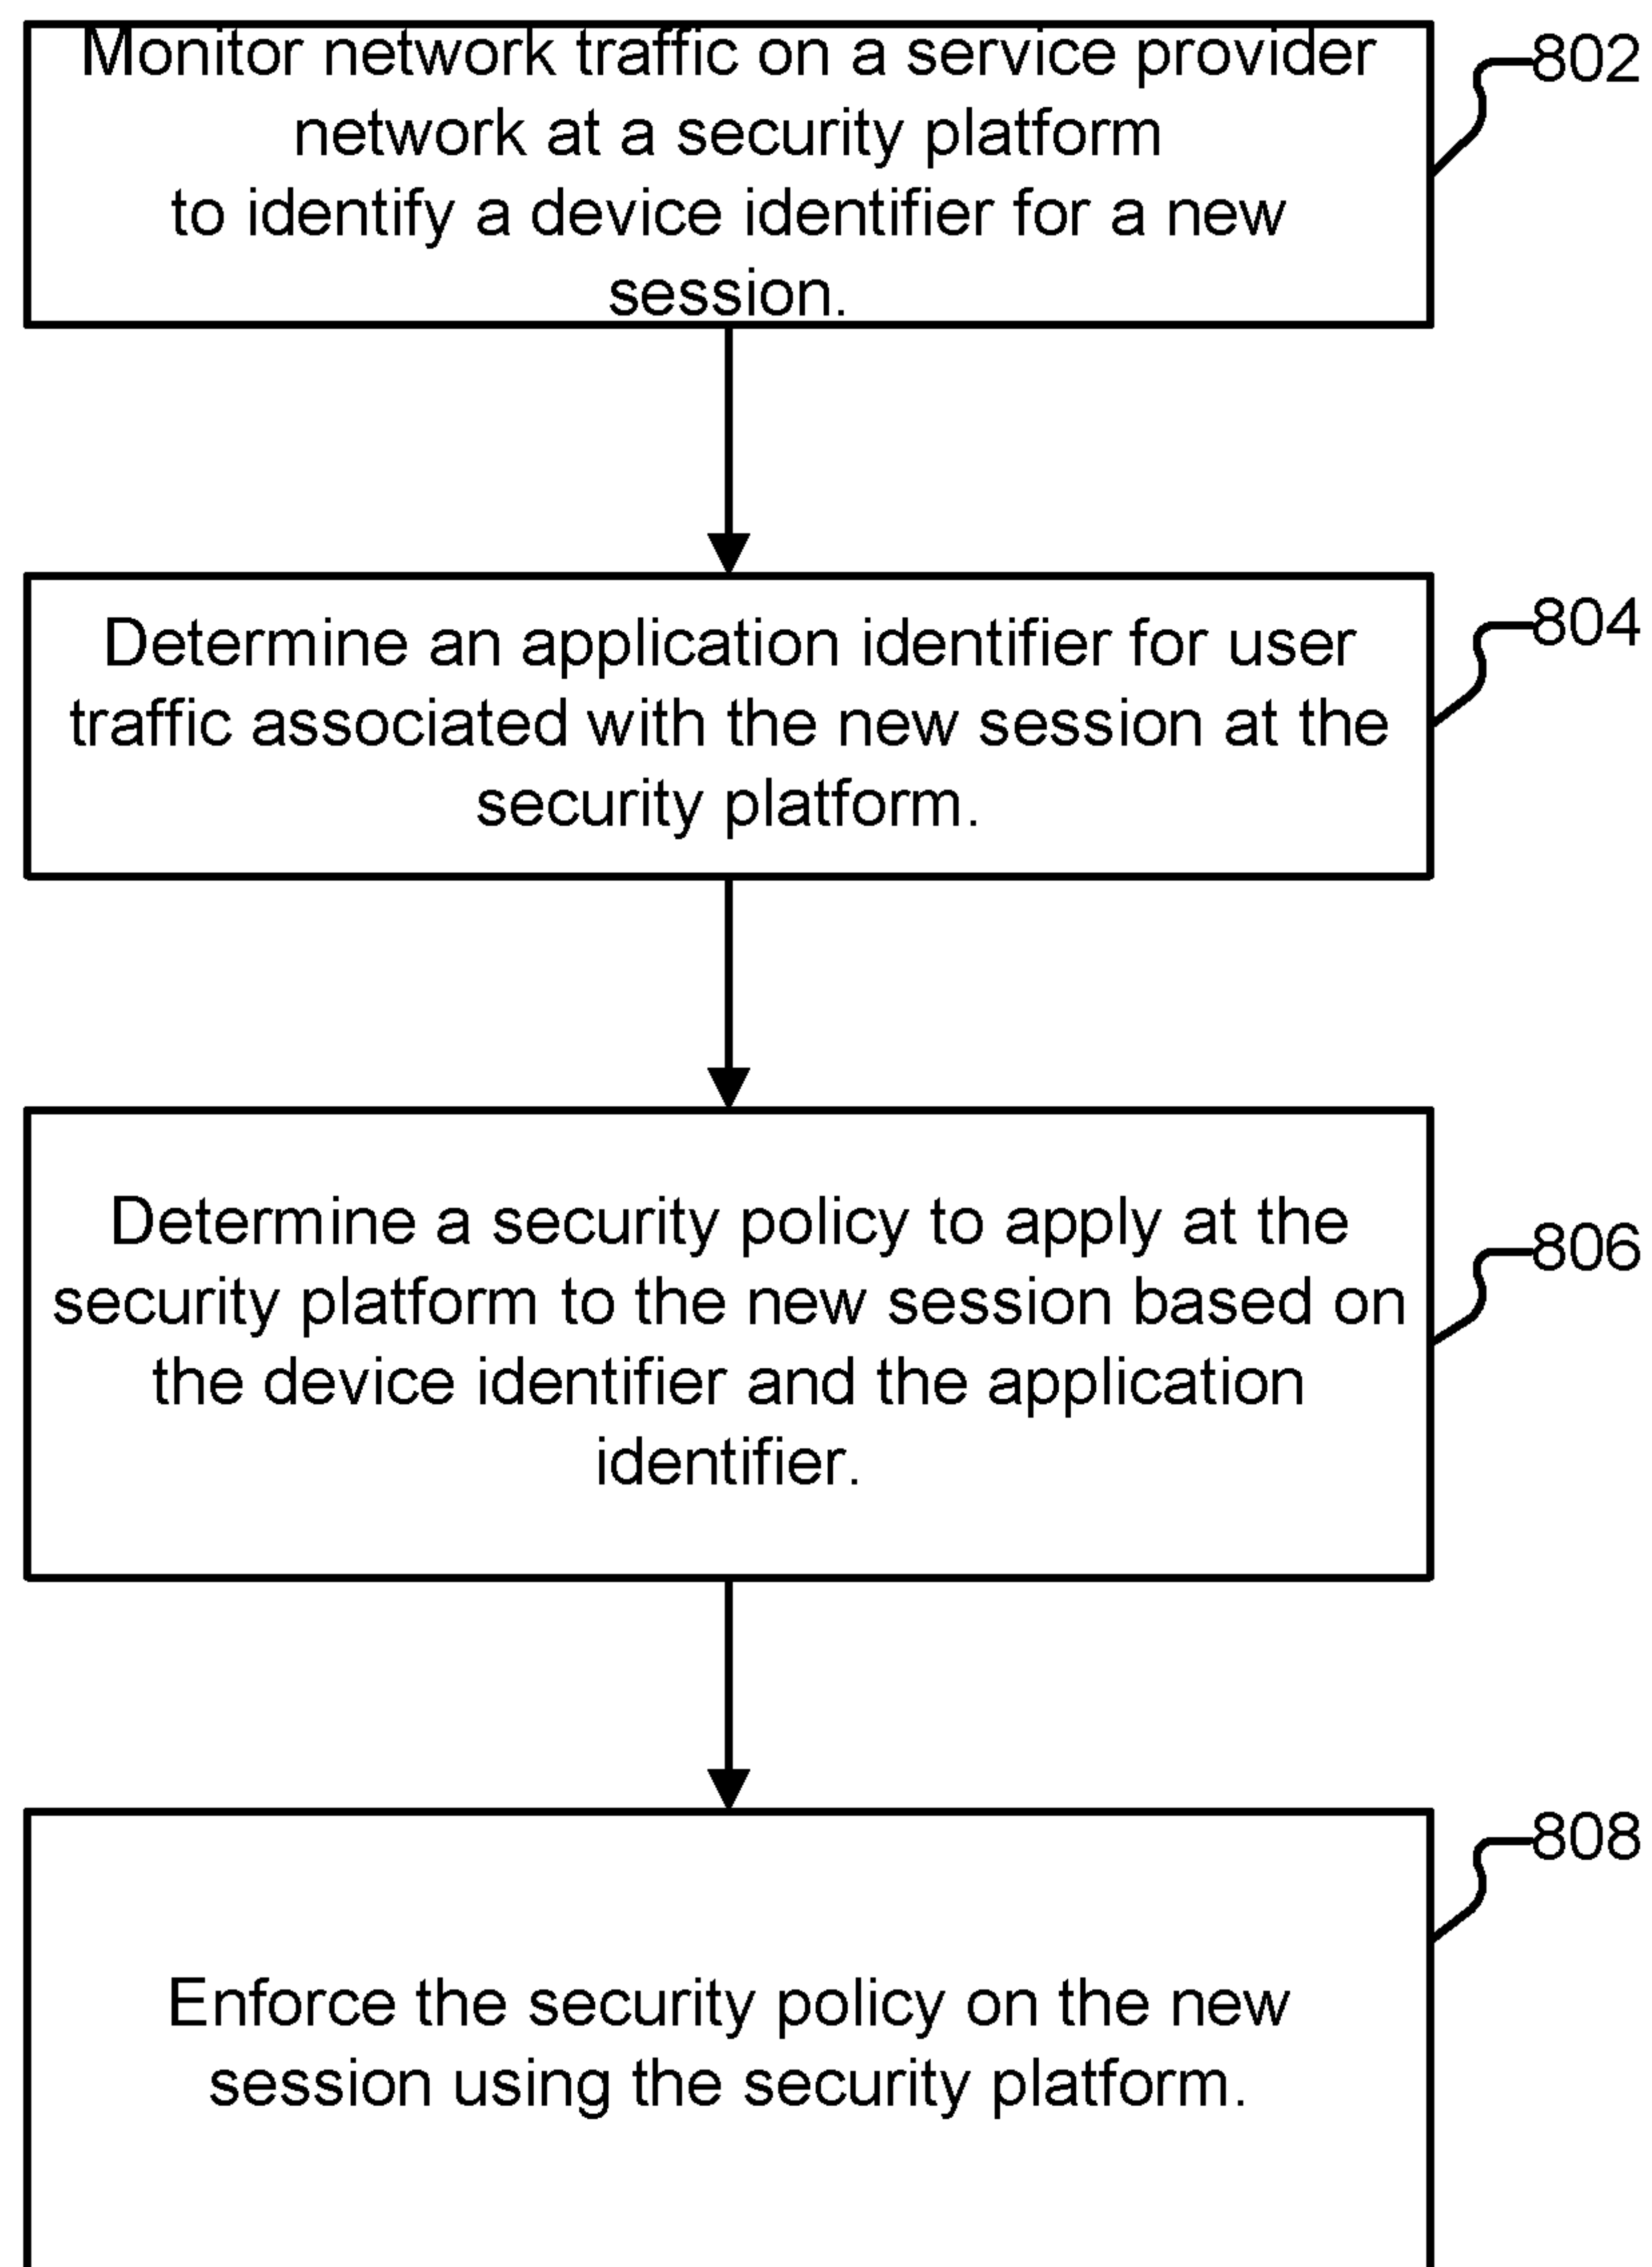 Monitor network traffic on a service provider
network at a security platform
to identify a device identifier for a new
session.
802
Determine an application identifier for user
traffic associated with the new session at the
security platform.
804
Determine a security policy to apply at the
security platform to the new session based on
the device identifier and the application
identifier.
806
Enforce the security policy on the new
session using the security platform.
808